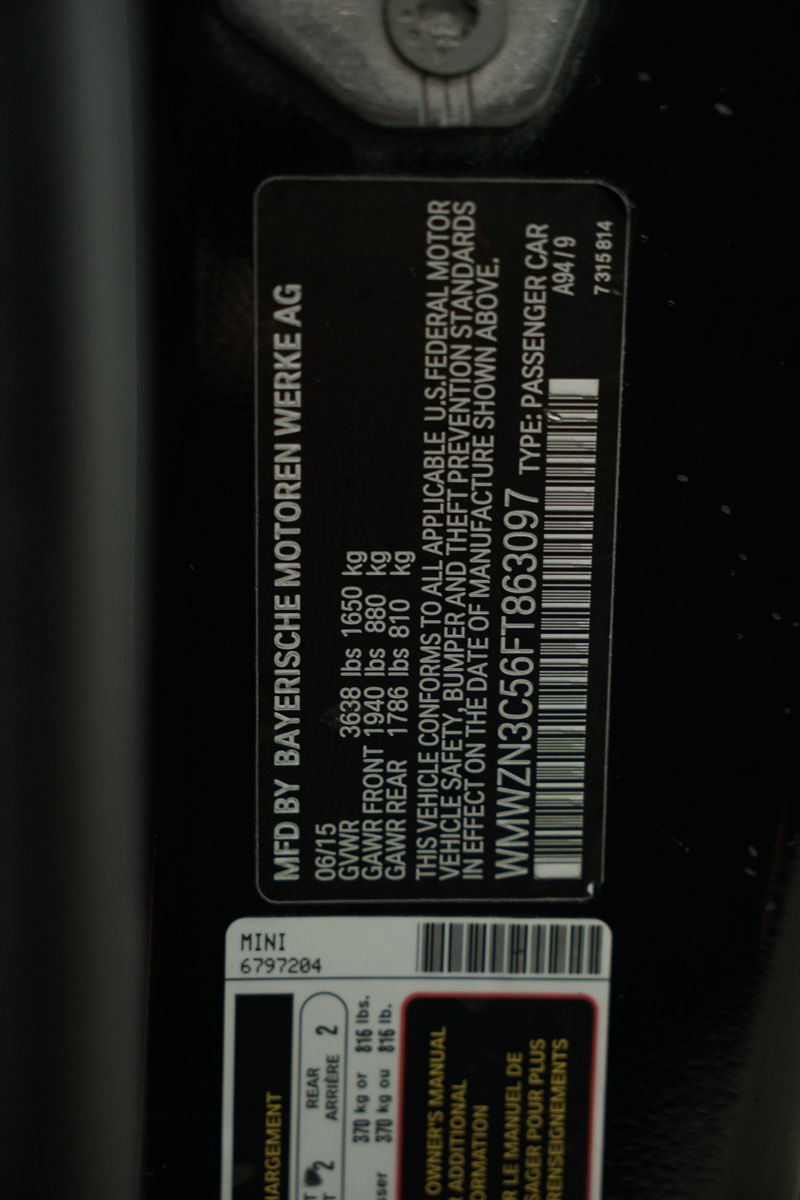 MFD BY BAYERISCHE MOTOREN WERKE AG
06/15
GVWR 3638 lbs 1650 kg
GAWR FRONT 1940 lbs 880 kg
GAWR REAR 1786 lbs 810 kg
THIS VEHICLE CONFORMS TO ALL APPLICABLE U.S.FEDERAL MOTOR
VEHICLE SAFETY, BUMPER AND THEFT PREVENTION STANDARDS
IN EFFECT ON THE DATE OF MANUFACTURE SHOWN ABOVE.
WMWZN3C56FT863097 TYPE: PASSENGER CAR
A94/9
7315814
MINI
6797204
HARGEMENT
2 REAR 2
ARRIÈRE
370 kg or 816 lbs.
370 kg ou 816 lb.
OWNER'S MANUAL
ADDITIONAL
ORMATION
R LE MANUEL DE
SAGER POUR PLUS
RENSEIGNEMENTS